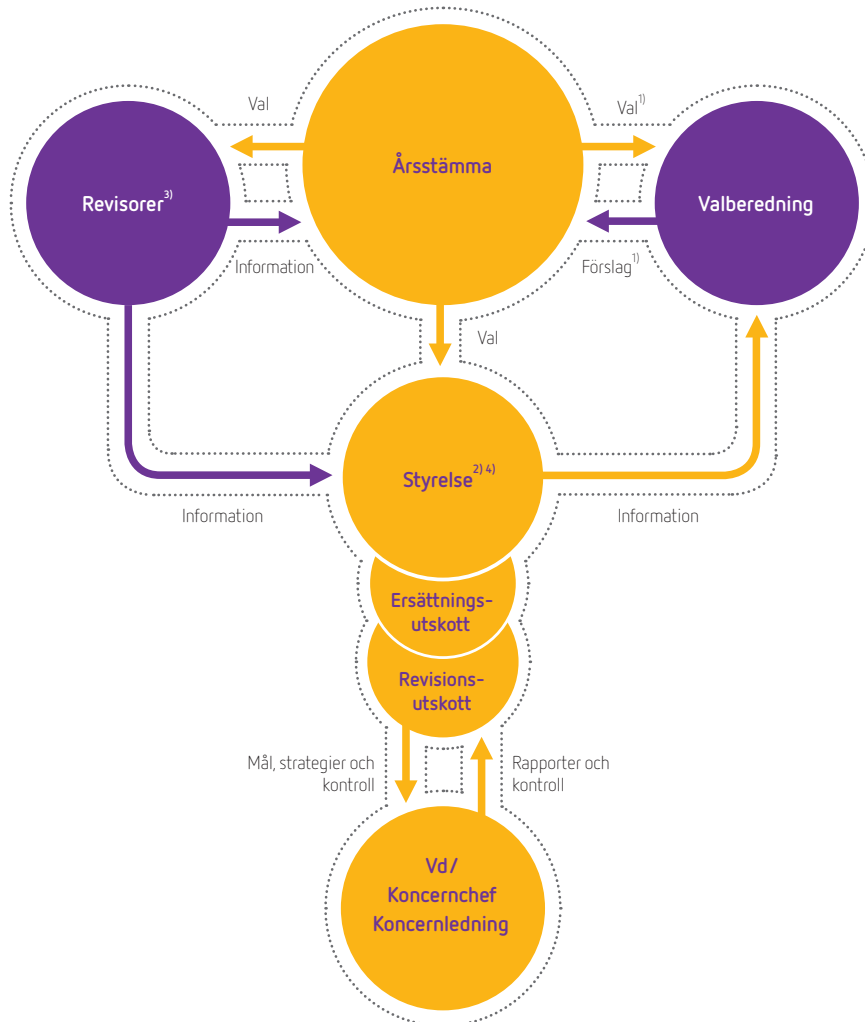 Val
Val1)
Årsstämma
Revisorer3)
Valberedning
Information
Förslag1)
Val
Styrelse2) 4)
Information
Information
Ersättnings-
utskott
Revisions-
utskott
Mål, strategier och
kontroll
Rapporter och
kontroll
Vd/
Koncernchef
Koncernledning